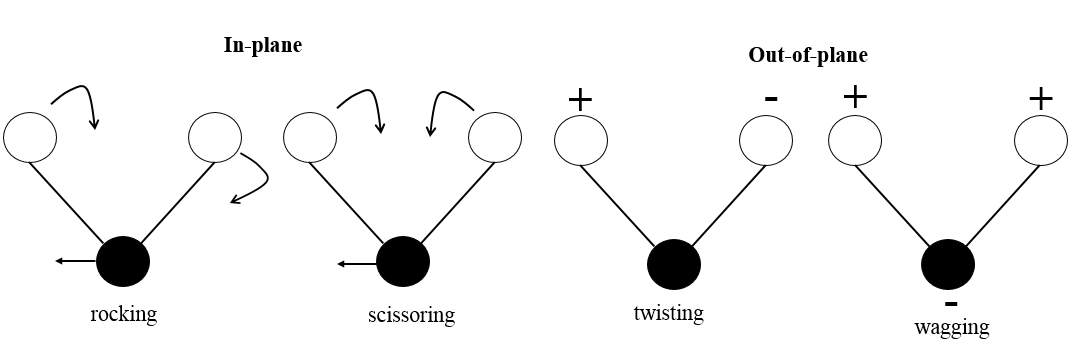 In-plane
Out-of-plane
+
-
+
+
rocking
scissoring
twisting
-
wagging